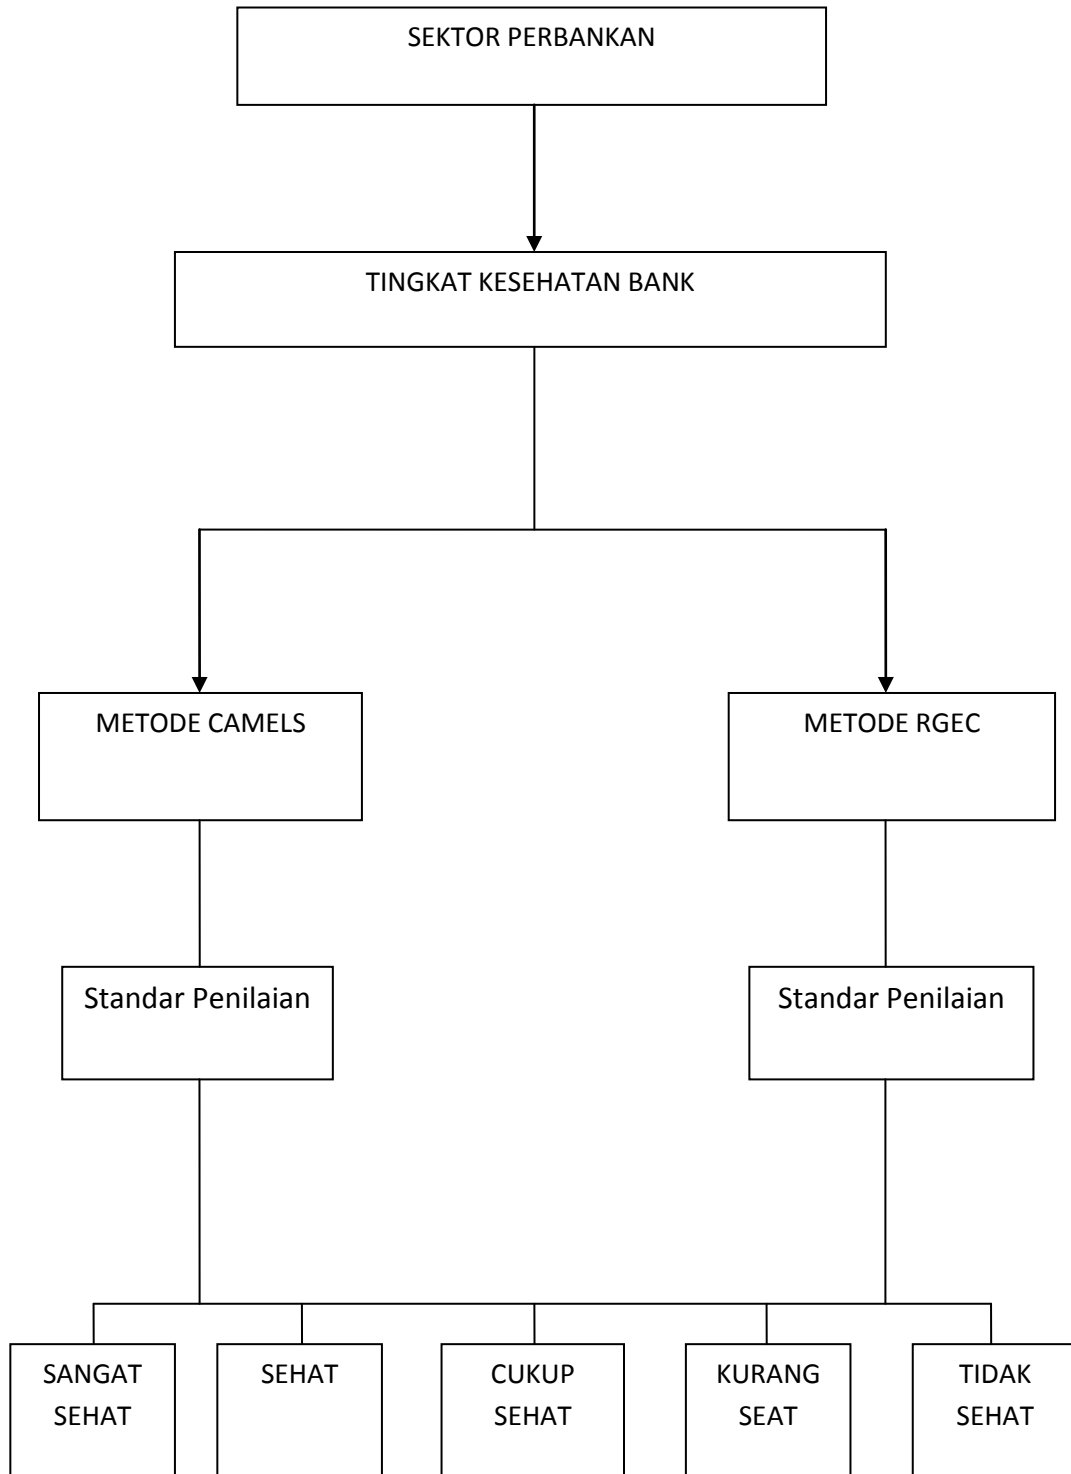 SEKTOR PERBANKAN
TINGKAT KESEHATAN BANK
METODE CAMELS
METODE RGEC
Standar Penilaian
Standar Penilaian
SANGAT
SEHAT
SEHAT
CUKUP
SEHAT
KURANG
SEAT
TIDAK
SEHAT